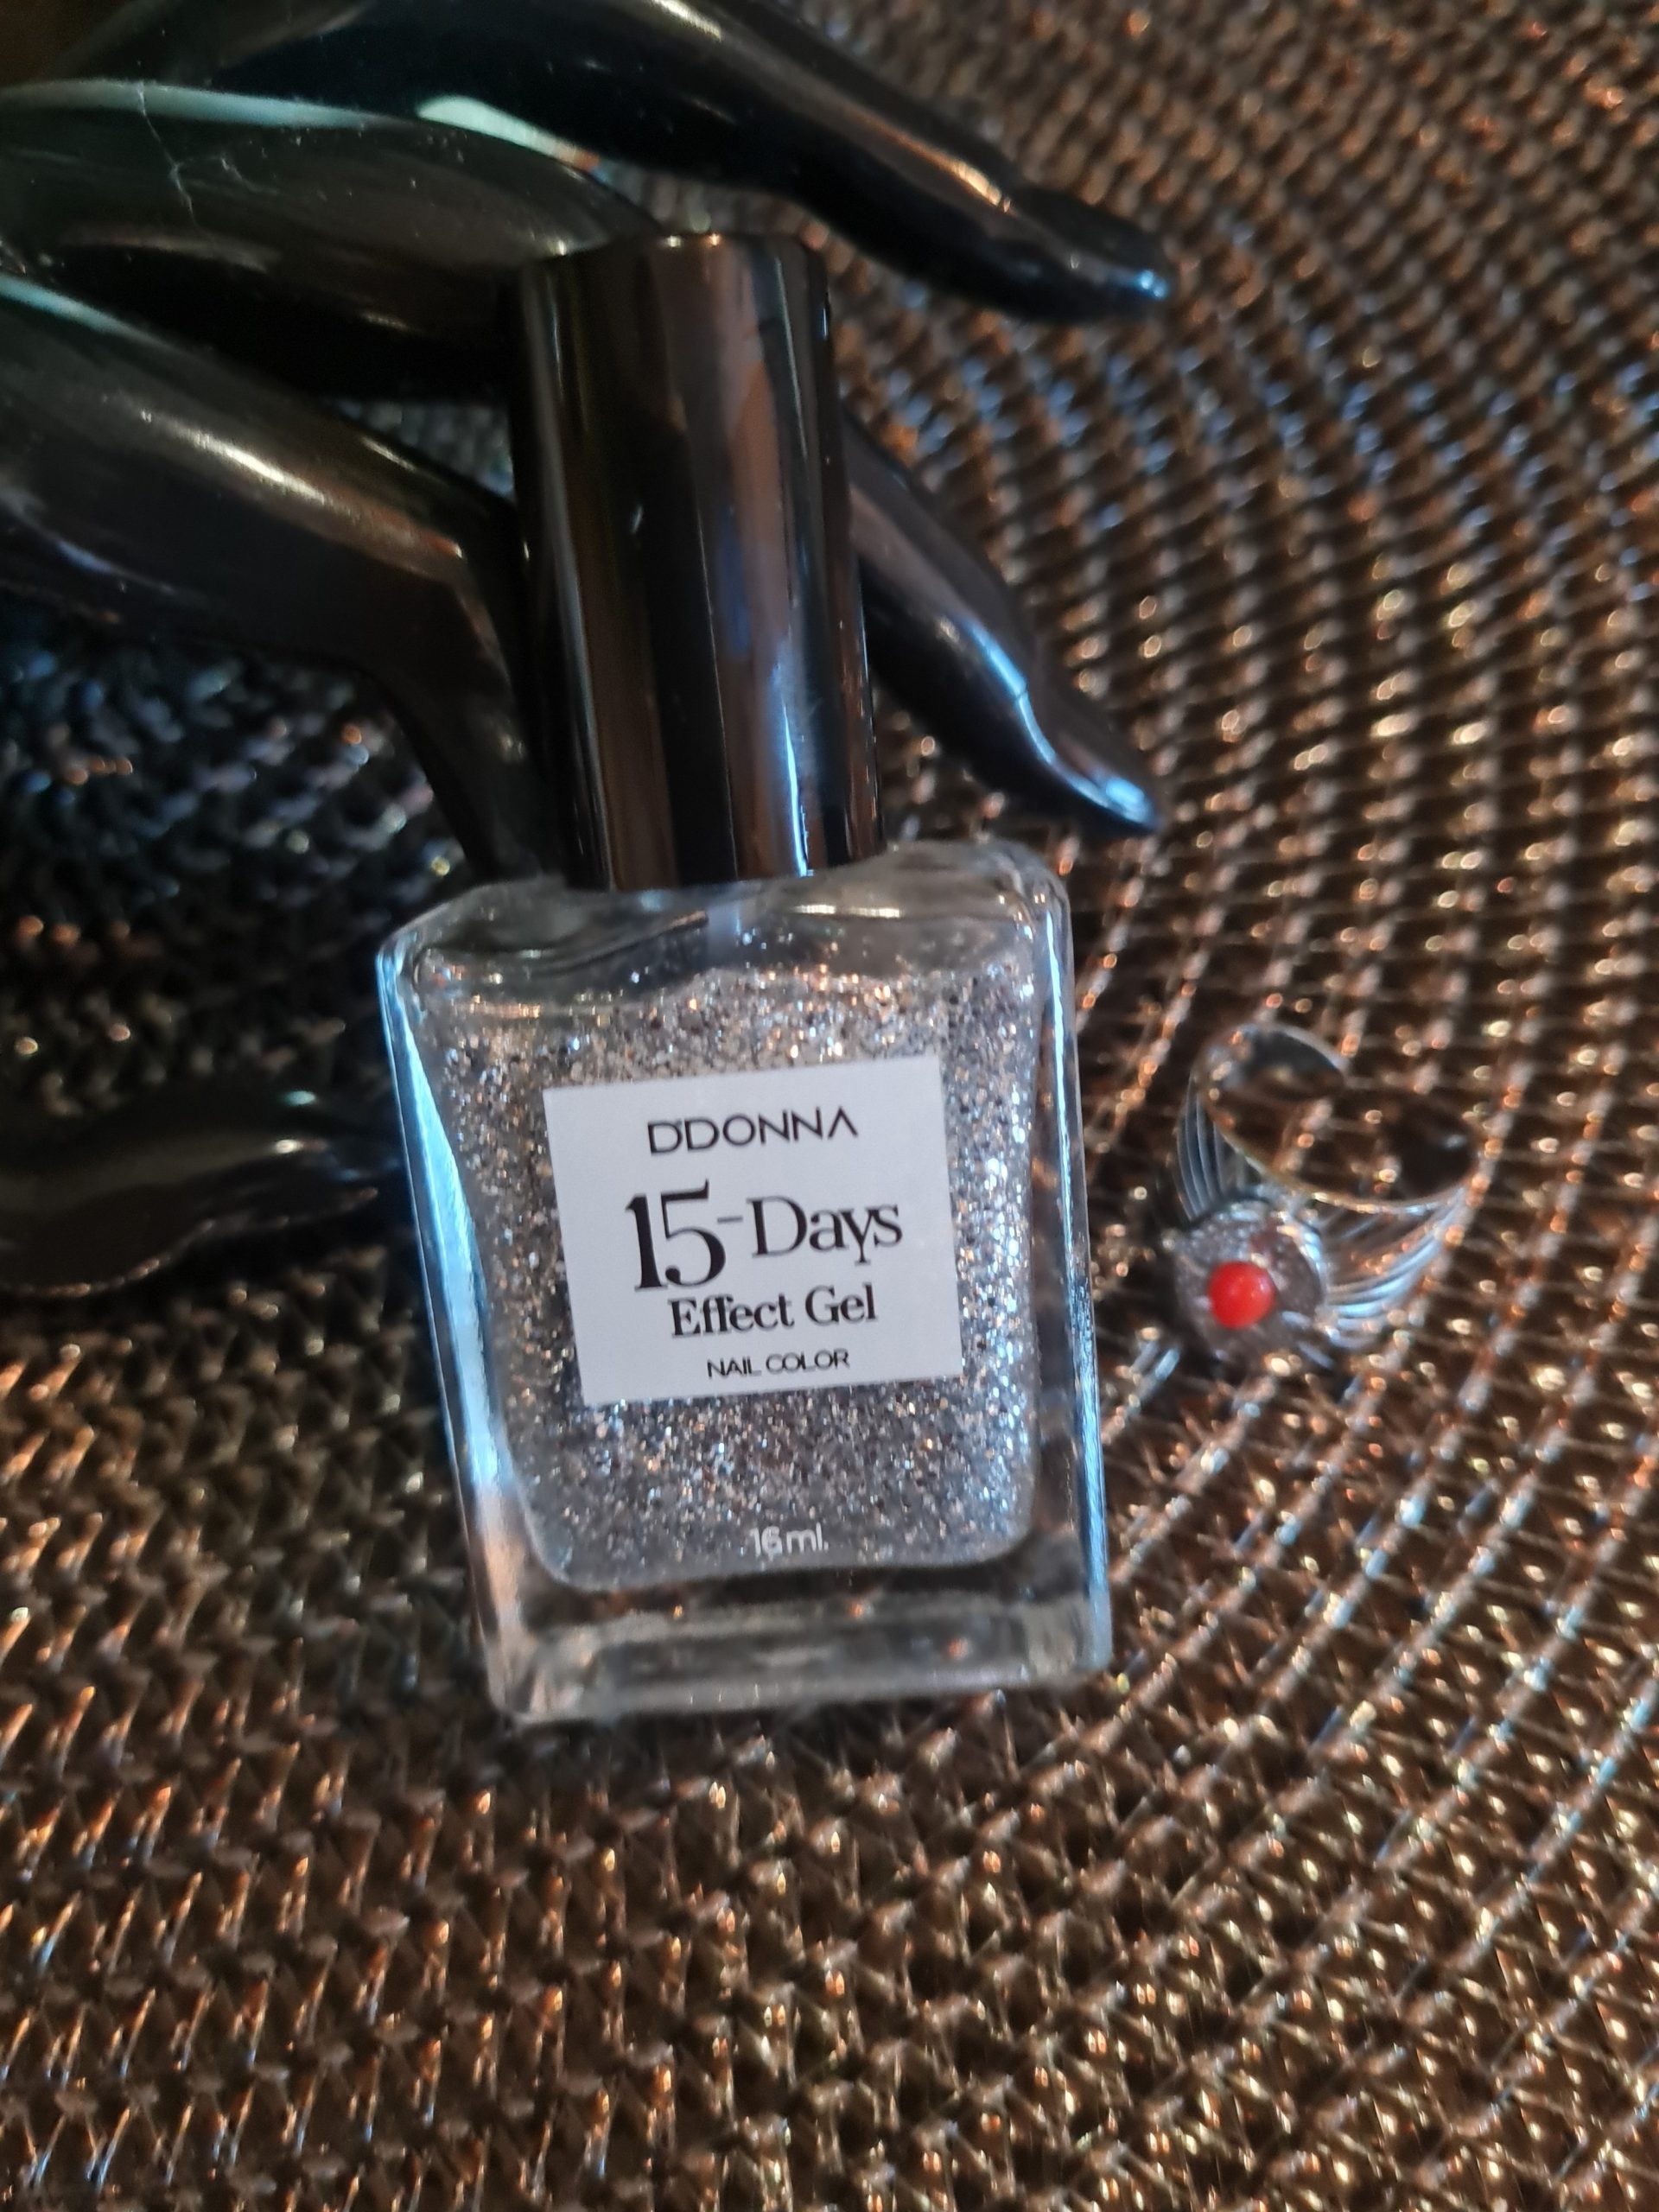 D'DONNA
15-Days
Effect Gel
NAIL COLOR
16 ml.